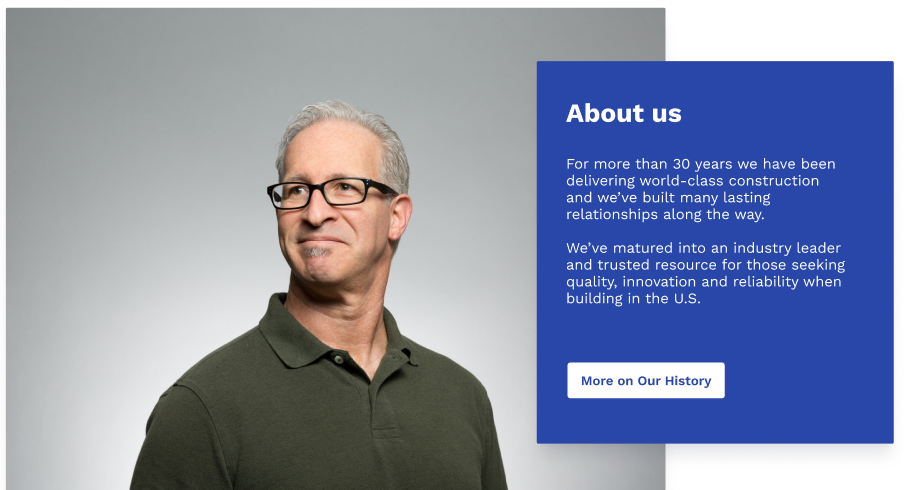 About us
For more than 30 years we have been
delivering world-class construction
and we’ve built many lasting
relationships along the way.
We’ve matured into an industry leader
and trusted resource for those seeking
quality, innovation and reliability when
building in the U.S.
More on Our History